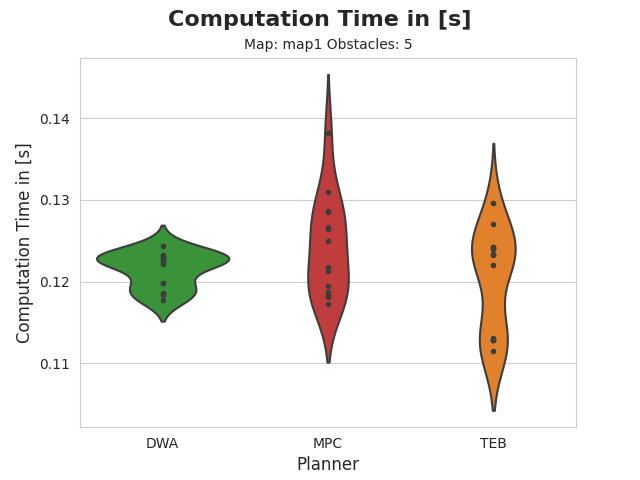 Computation Time in [s]
Map: map1 Obstacles: 5
Computation Time in [s]
0.14
0.13
0.12
0.11
DWA
MPC
TEB
Planner